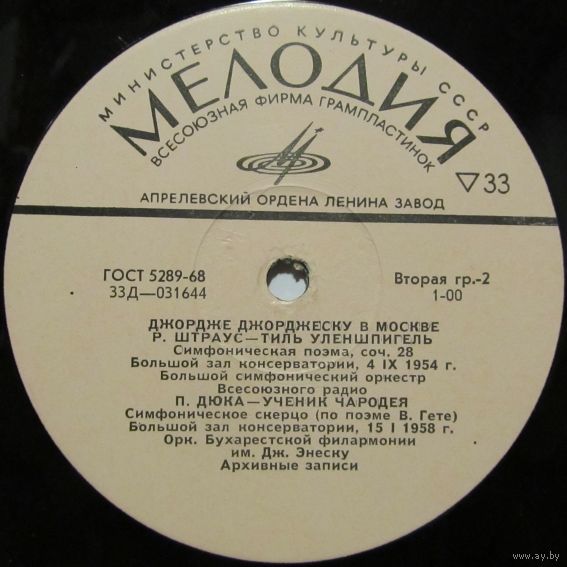 МИНИСТЕРСТВО КУЛЬТУРЫ СССР
МЕЛОДИЯ
ВСЕСОЮЗНАЯ ФИРМА ГРАМПЛАСТИНОК
▽33
АПРЕЛЕВСКИЙ ОРДЕНА ЛЕНИНА ЗАВОД
ГОСТ 5289-68
33Д—031644
Вторая гр.-2
1-00
ДЖОРДЖЕ ДЖОРДЖЕСКУ В МОСКВЕ
Р. ШТРАУС—ТИЛЬ УЛЕНШПИГЕЛЬ
Симфоническая поэма, соч. 28
Большой зал консерватории, 4 IX 1954 г.
Большой симфонический оркестр
Всесоюзного радио
П. ДЮКА—УЧЕНИК ЧАРОДЕЯ
Симфоническое скерцо (по поэме В. Гете)
Большой зал консерватории, 15 I 1958 г.
Орк. Бухарестской филармонии
им. Дж. Энеску
Архивные записи
www.ay.by